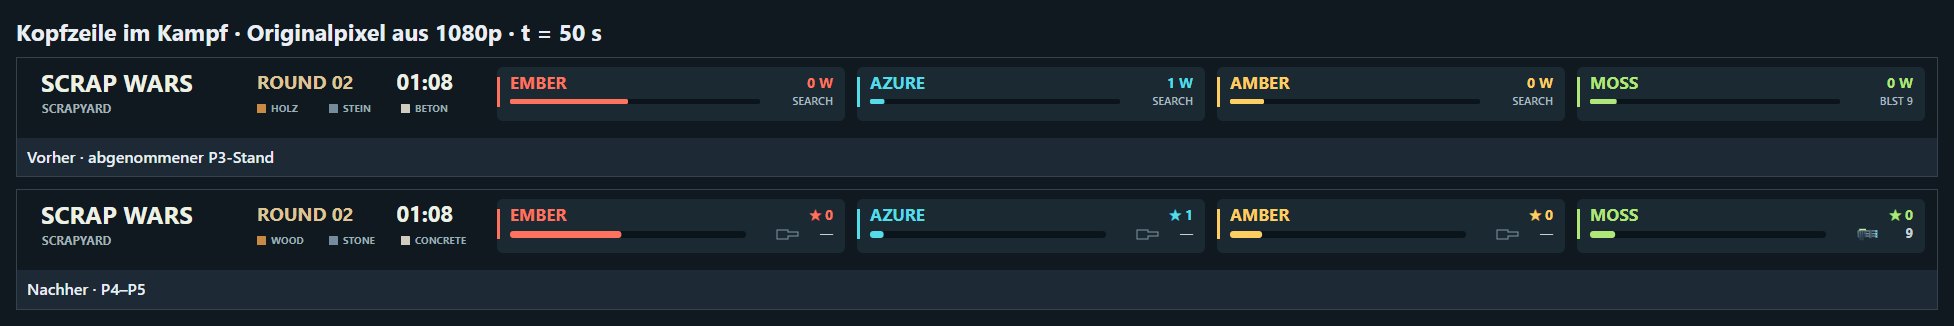 Kopfzeile im Kampf · Originalpixel aus 1080p · t = 50 s
SCRAP WARS ROUND 02 01:08 EMBER 0 W AZURE 1 W AMBER 0 W MOSS 0 W
SCRAPYARD HOLZ STEIN BETON SEARCH SEARCH SEARCH BLST 9
Vorher · abgenommener P3-Stand
SCRAP WARS ROUND 02 01:08 EMBER ★ 0 AZURE ★ 1 AMBER ★ 0 MOSS ★ 0
SCRAPYARD WOOD STONE CONCRETE — — — 9
Nachher · P4–P5